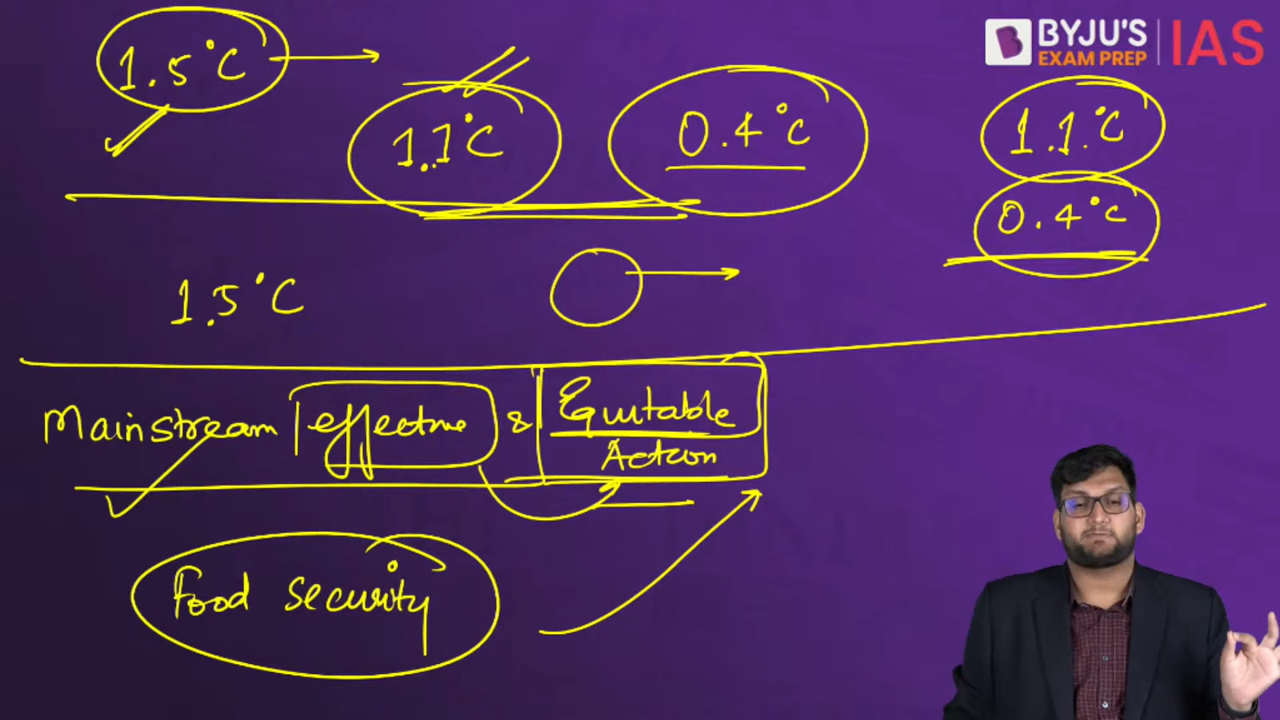 1.5°C
1.1°C
0.4°C
1.1°C
0.4°C
1.5°C
Mainstream effective & Equitable
Action
Food security
BYJU'S
EXAM PREP
IAS